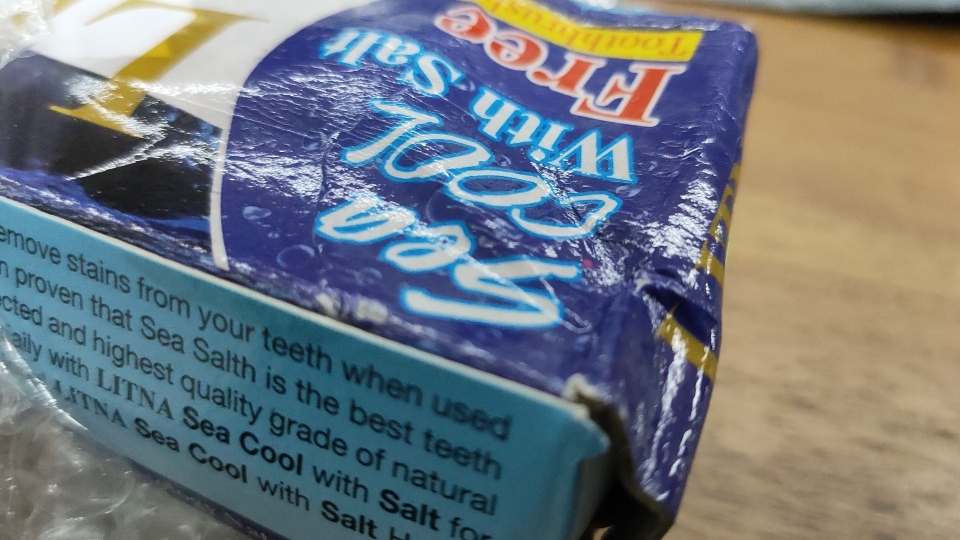 Sea
COOL
With Salt
Free
Toothbrush
emove stains from your teeth when used
n proven that Sea Salth is the best teeth
cted and highest quality grade of natural
aily with LITNA Sea Cool with Salt for
LITNA Sea Cool with Salt H